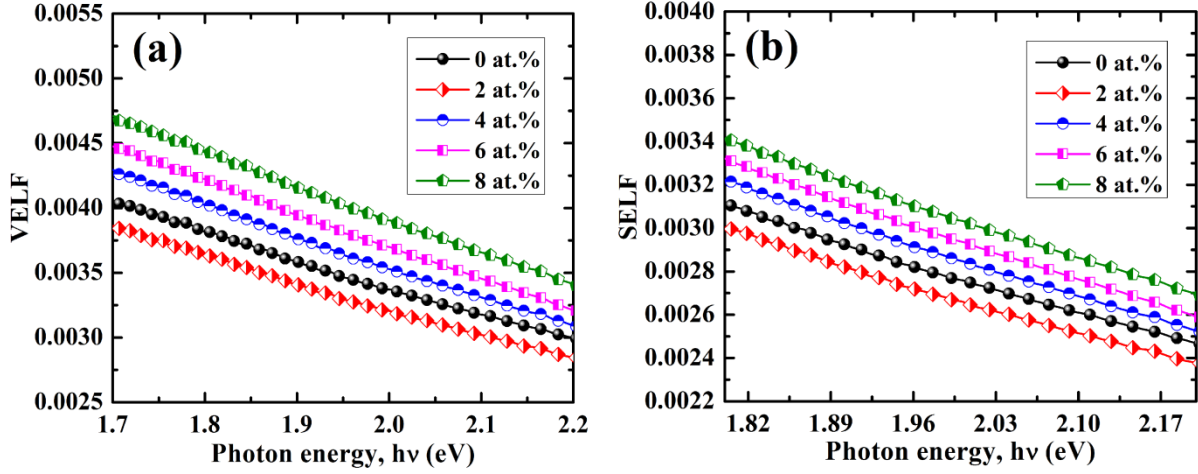 (a)
0 at.%
2 at.%
4 at.%
6 at.%
8 at.%
VELF
0.0055
0.0050
0.0045
0.0040
0.0035
0.0030
0.0025
1.7 1.8 1.9 2.0 2.1 2.2
Photon energy, hν (eV)
(b)
0 at.%
2 at.%
4 at.%
6 at.%
8 at.%
SELF
0.0040
0.0038
0.0036
0.0034
0.0032
0.0030
0.0028
0.0026
0.0024
0.0022
1.82 1.89 1.96 2.03 2.10 2.17
Photon energy, hν (eV)